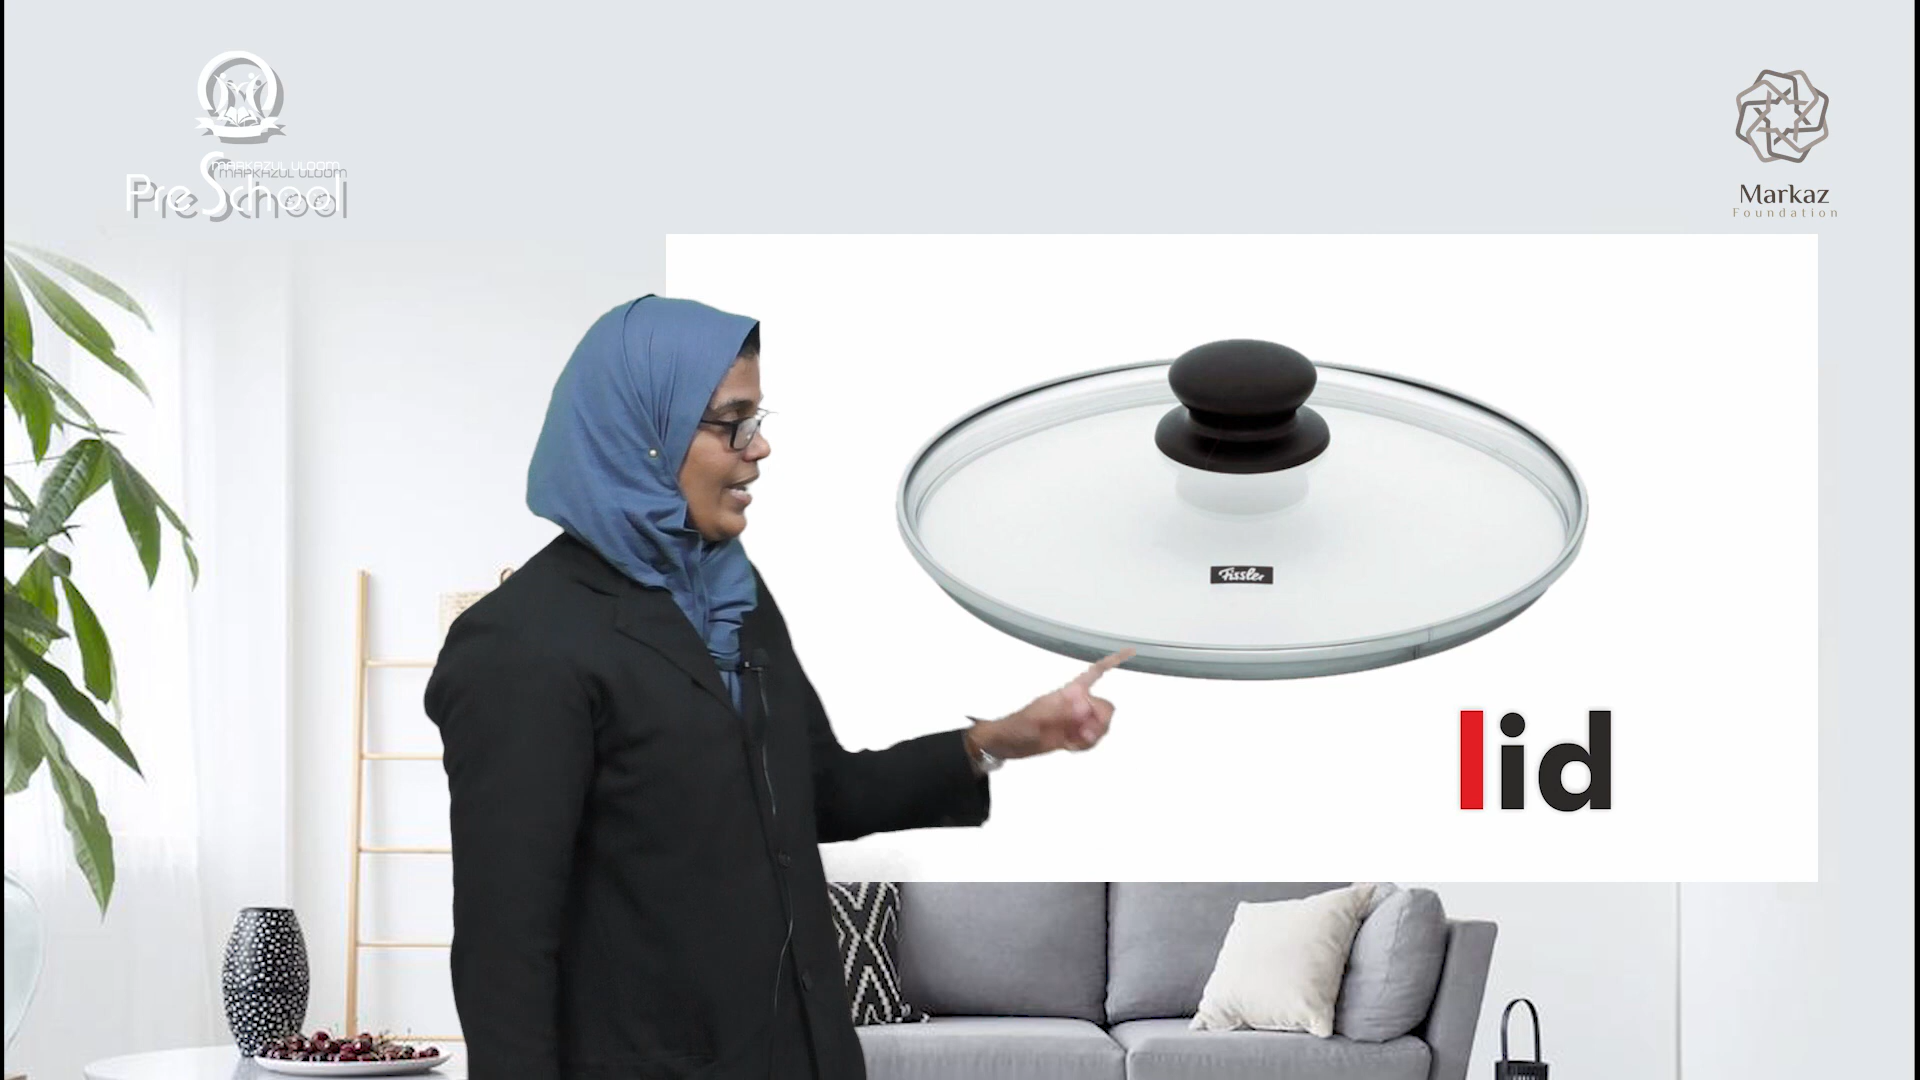 MARKAZUL ULOOM
PreSchool
Markaz
Foundation
Fissler
lid